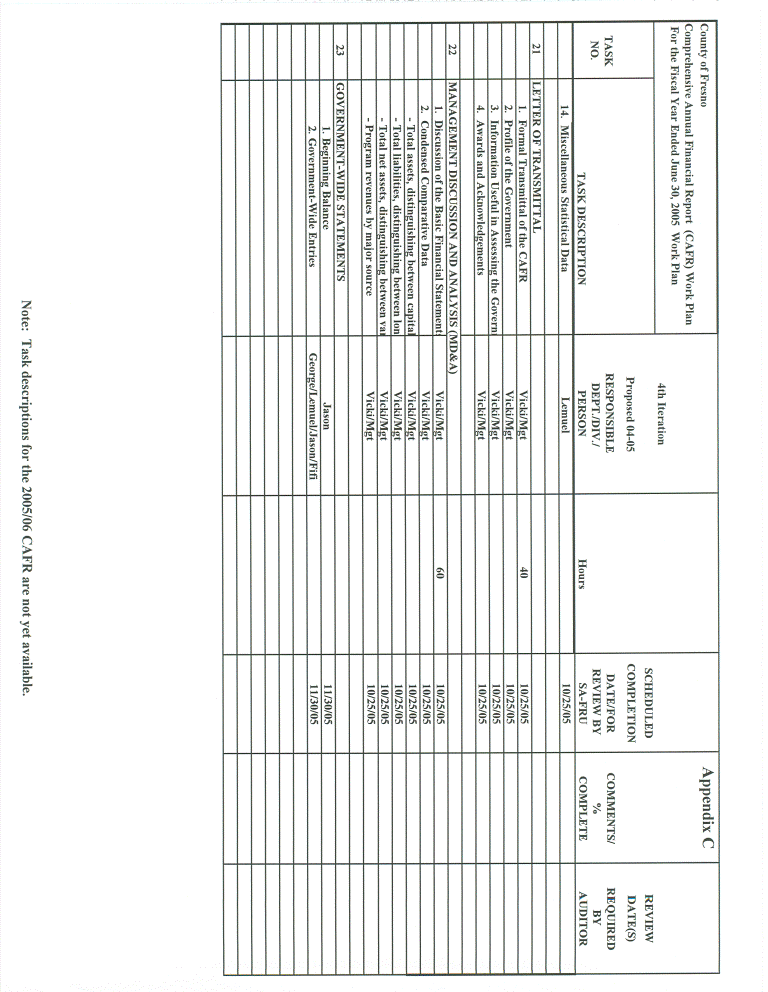 County of Fresno
Comprehensive Annual Financial Report (CAFR) Work Plan
For the Fiscal Year Ended June 30, 2005 Work Plan
Appendix C
4th Iteration
Proposed 04-05
TASK NO.
TASK DESCRIPTION
RESPONSIBLE DEPT./DIV./ PERSON
Hours
SCHEDULED COMPLETION DATE/FOR REVIEW BY SA-FRU
COMMENTS/ % COMPLETE
REVIEW DATE(S) REQUIRED BY AUDITOR
14. Miscellaneous Statistical Data Lemuel 10/25/05
21 LETTER OF TRANSMITTAL
1. Formal Transmittal of the CAFR Vicki/Mgt 40 10/25/05
2. Profile of the Government Vicki/Mgt 10/25/05
3. Information Useful in Assessing the Govern Vicki/Mgt 10/25/05
4. Awards and Acknowledgements Vicki/Mgt 10/25/05
22 MANAGEMENT DISCUSSION AND ANALYSIS (MD&A)
1. Discussion of the Basic Financial Statement Vicki/Mgt 60 10/25/05
2. Condensed Comparative Data Vicki/Mgt 10/25/05
- Total assets, distinguishing between capital Vicki/Mgt 10/25/05
- Total liabilities, distinguishing between lon Vicki/Mgt 10/25/05
- Total net assets, distinguishing between var Vicki/Mgt 10/25/05
- Program revenues by major source Vicki/Mgt 10/25/05
23 GOVERNMENT-WIDE STATEMENTS
1. Beginning Balance Jason 11/30/05
2. Government-Wide Entries George/Lemuel/Jason/Fifi 11/30/05
Note: Task descriptions for the 2005/06 CAFR are not yet available.